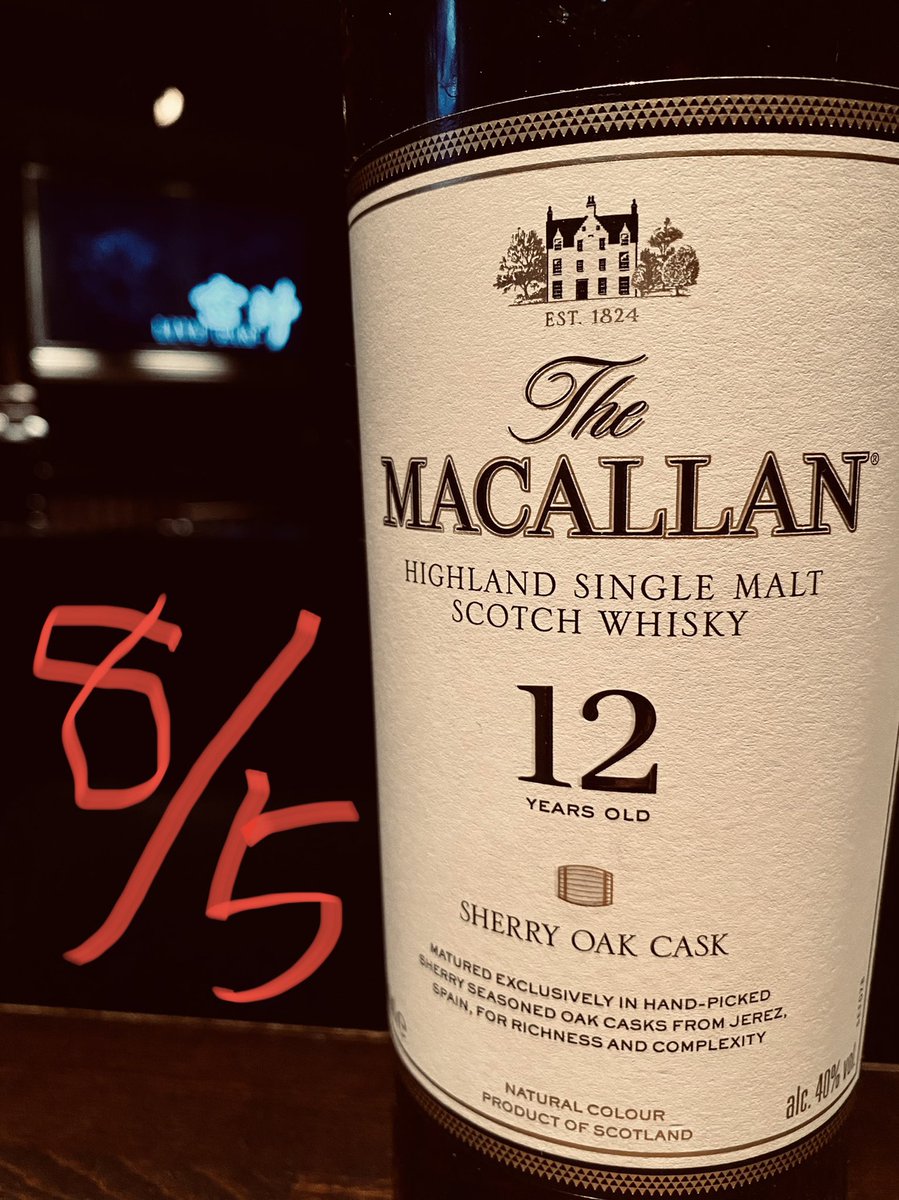 EST. 1824
The
MACALLAN®
HIGHLAND SINGLE MALT
SCOTCH WHISKY
12
YEARS OLD
SHERRY OAK CASK
MATURED EXCLUSIVELY IN HAND-PICKED
SHERRY SEASONED OAK CASKS FROM JEREZ,
SPAIN, FOR RICHNESS AND COMPLEXITY
NATURAL COLOUR
PRODUCT OF SCOTLAND
alc. 40% vol
8/5